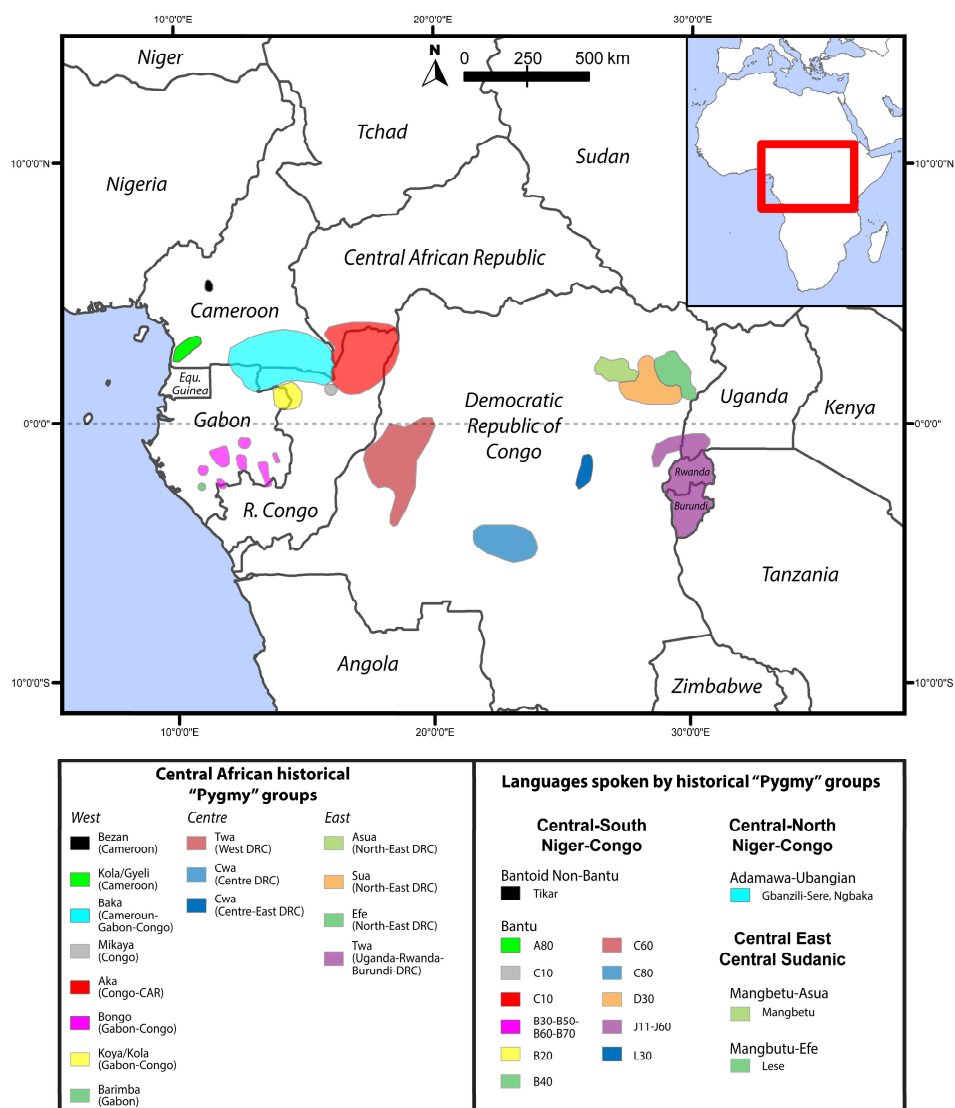 10°0'0"E
20°0'0"E
30°0'0"E
Niger
N
0 250 500 km
Tchad
Sudan
10°0'0"N
10°0'0"N
Nigeria
Central African Republic
Cameroon
Equ.
Guinea
Gabon
Democratic
Republic of
Congo
Uganda
Kenya
0°0'0"
0°0'0"
Rwanda
Burundi
R. Congo
Tanzania
Angola
Zimbabwe
10°0'0"S
10°0'0"S
10°0'0"E
20°0'0"E
30°0'0"E
Central African historical
“Pygmy” groups
West
Bezan
(Cameroon)
Kola/Gyeli
(Cameroon)
Baka
(Cameroun-
Gabon-Congo)
Mikaya
(Congo)
Aka
(Congo-CAR)
Bongo
(Gabon-Congo)
Koya/Kola
(Gabon-Congo)
Barimba
(Gabon)
Centre
Twa
(West DRC)
Cwa
(Centre DRC)
Cwa
(Centre-East DRC)
East
Asua
(North-East DRC)
Sua
(North-East DRC)
Efe
(North-East DRC)
Twa
(Uganda-Rwanda-
Burundi-DRC)
Languages spoken by historical “Pygmy” groups
Central-South
Niger-Congo
Bantoid Non-Bantu
Tikar
Bantu
A80
C10
C10
B30-B50-
B60-B70
B20
B40
C60
C80
D30
J11-J60
L30
Central-North
Niger-Congo
Adamawa-Ubangian
Gbanzili-Sere, Ngbaka
Central East
Central Sudanic
Mangbetu-Asua
Mangbetu
Mangbutu-Efe
Lese